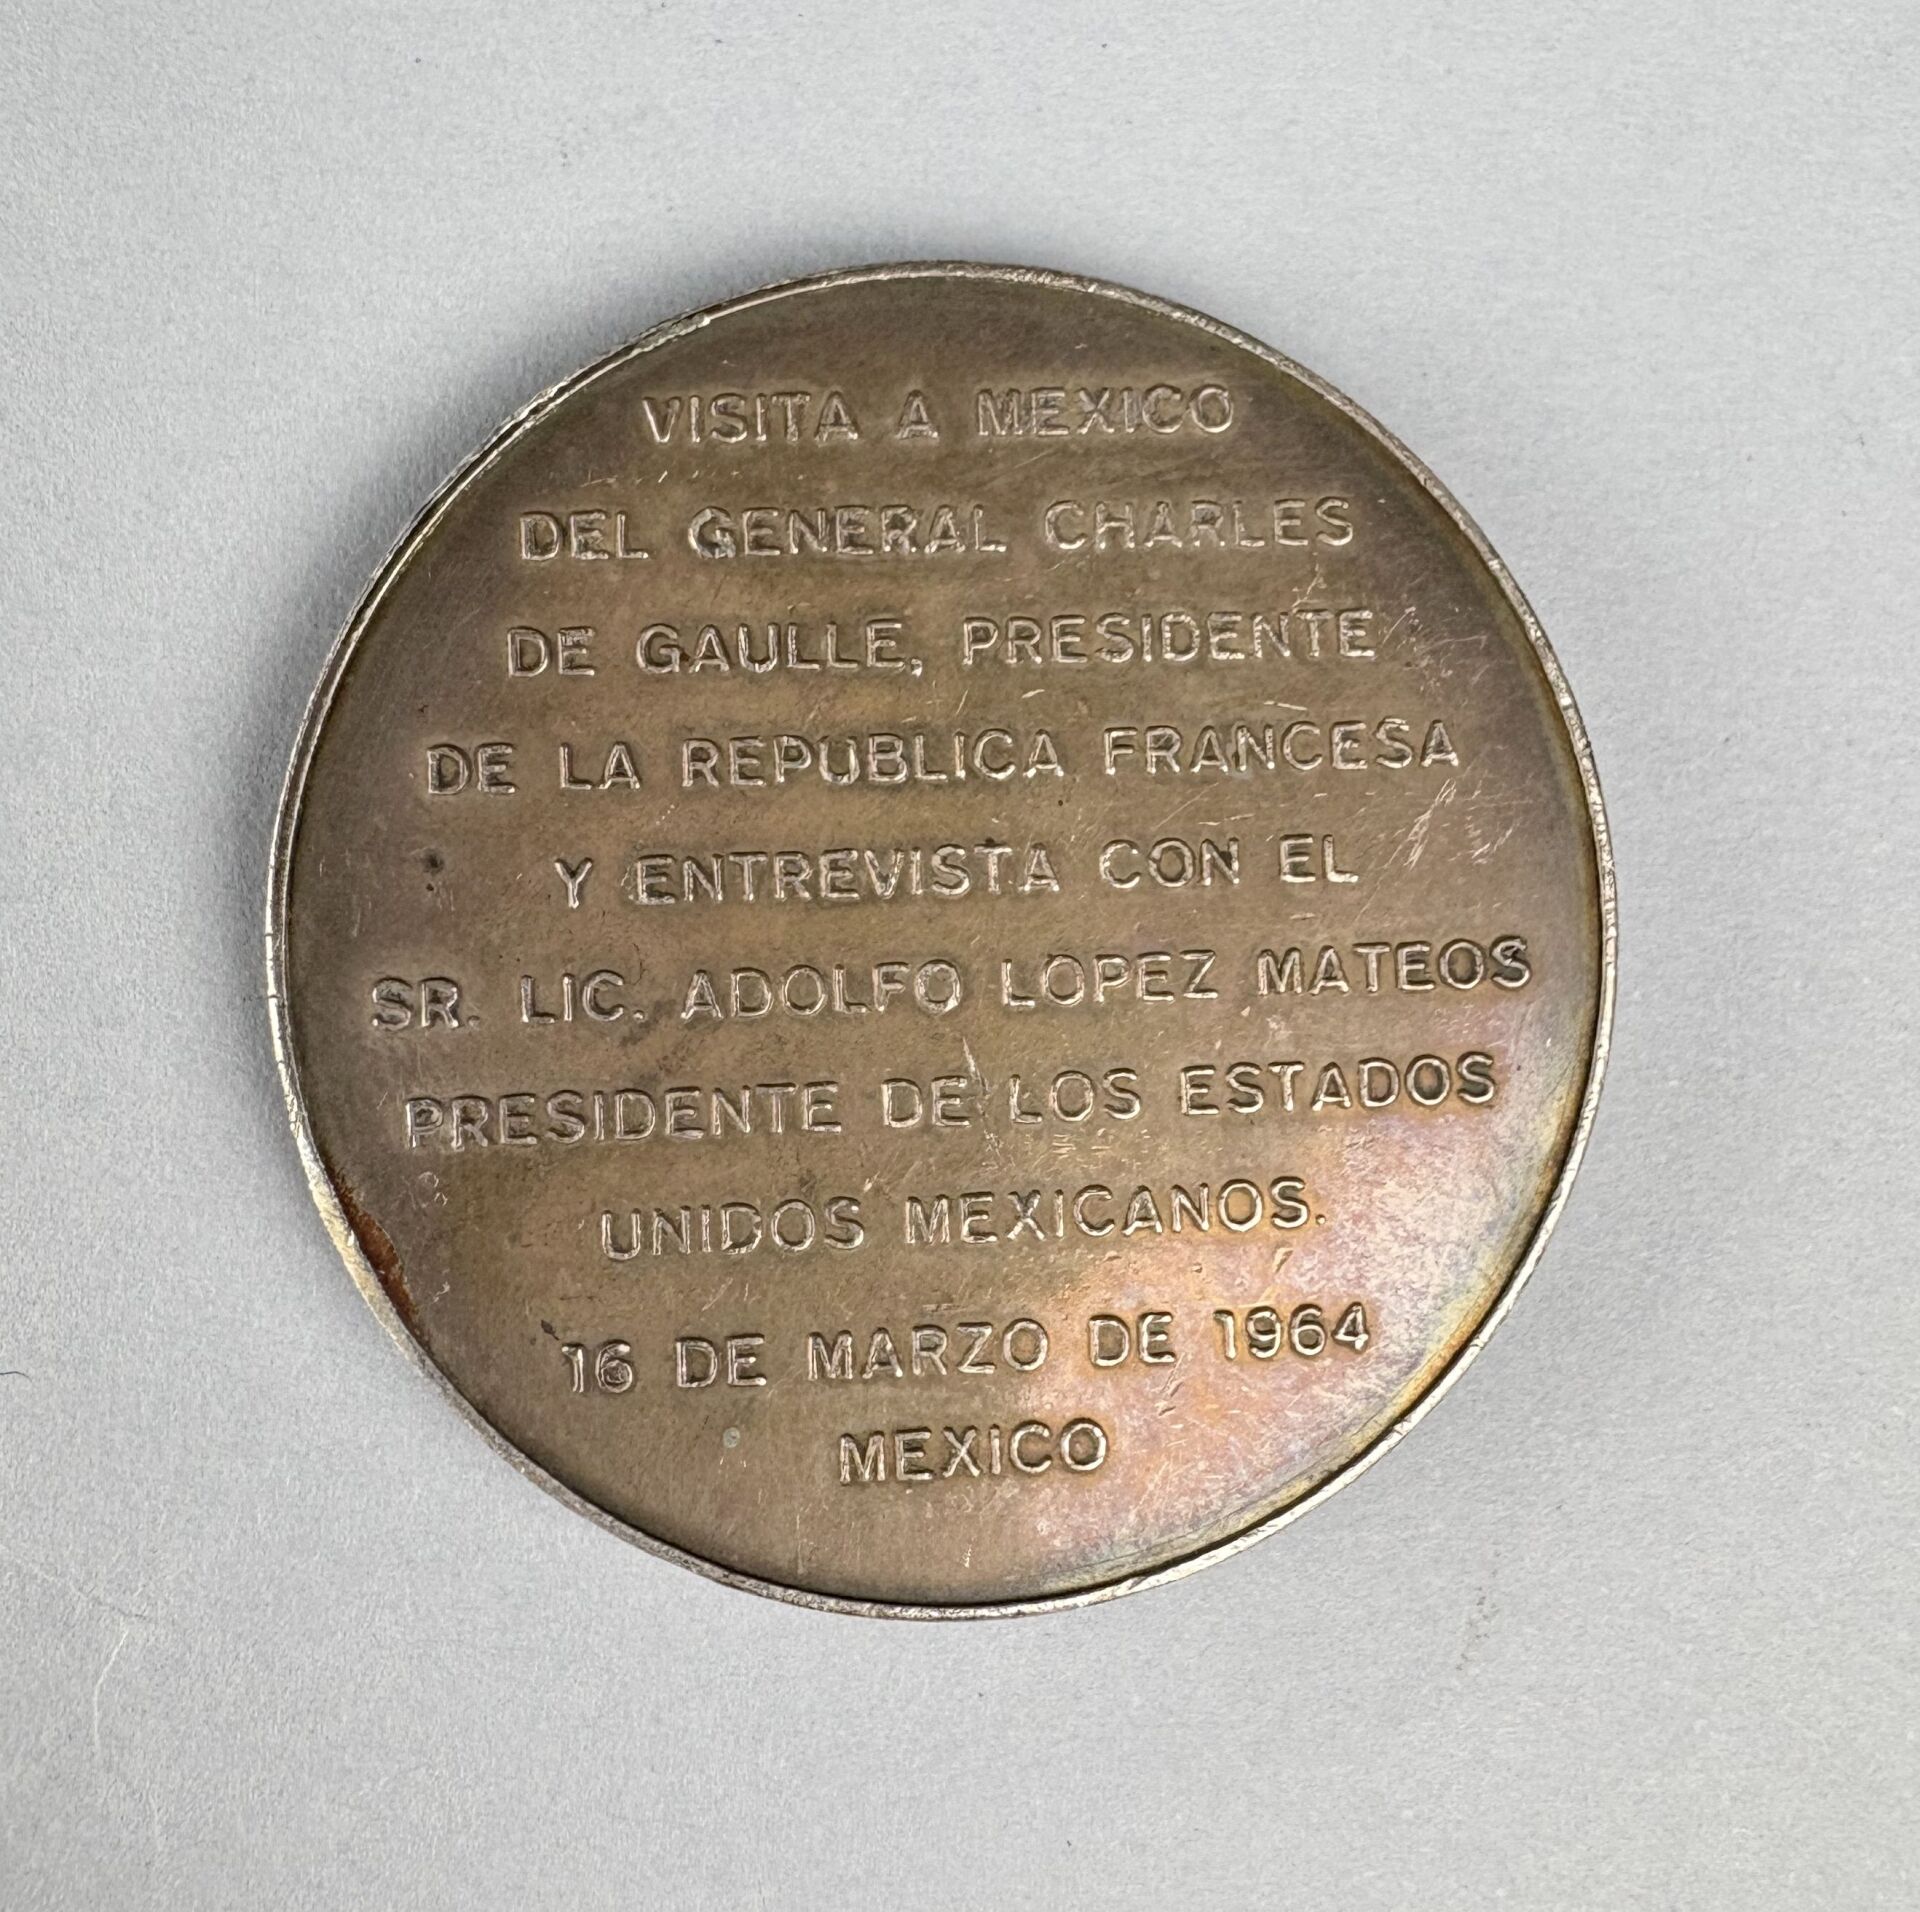 VISITA A MEXICO
DEL GENERAL CHARLES
DE GAULLE, PRESIDENTE
DE LA REPUBLICA FRANCESA
Y ENTREVISTA CON EL
SR. LIC. ADOLFO LOPEZ MATEOS
PRESIDENTE DE LOS ESTADOS
UNIDOS MEXICANOS.
16 DE MARZO DE 1964
MEXICO